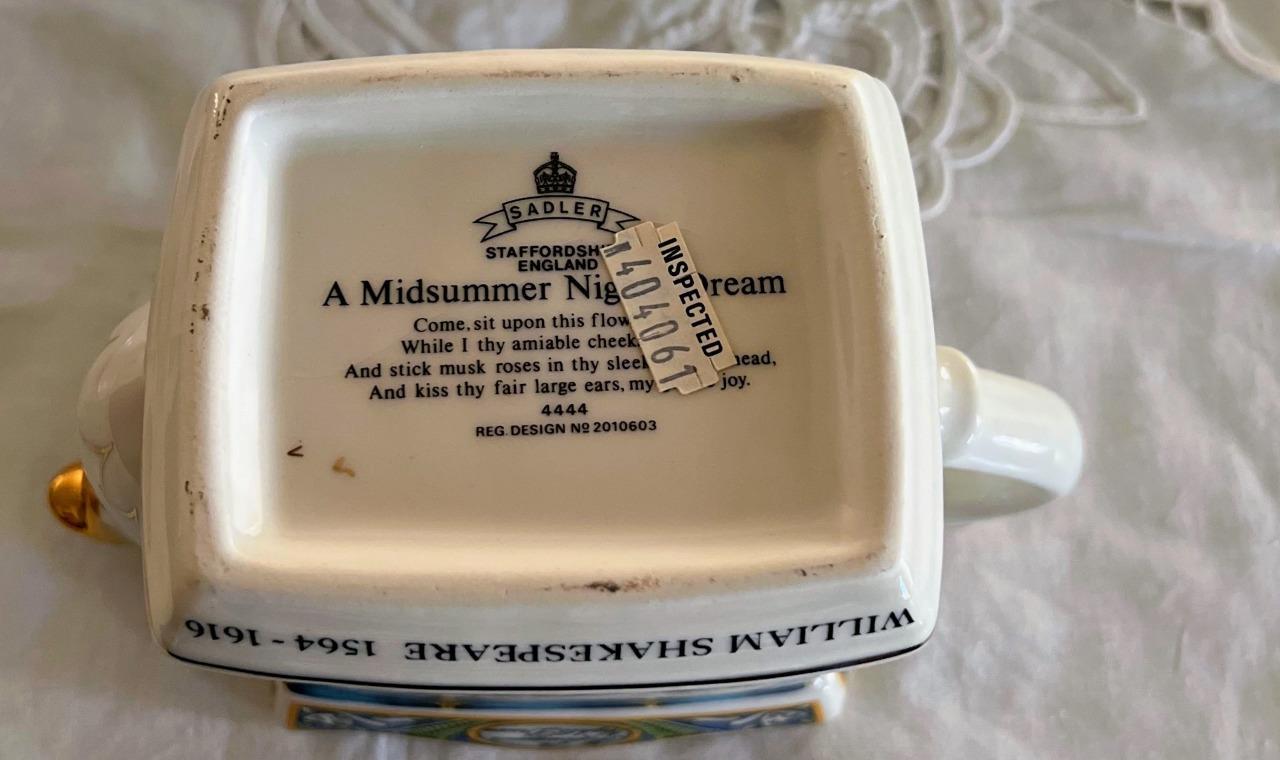 SADLER
STAFFORDSH
ENGLAND
A Midsummer Nig Dream
Come, sit upon this flow
While I thy amiable cheek
And stick musk roses in thy sleek head,
And kiss thy fair large ears, my joy.
4444
REG. DESIGN Nº 2010603
INSPECTED
404061
WILLIAM SHAKESPEARE 1564 - 1616